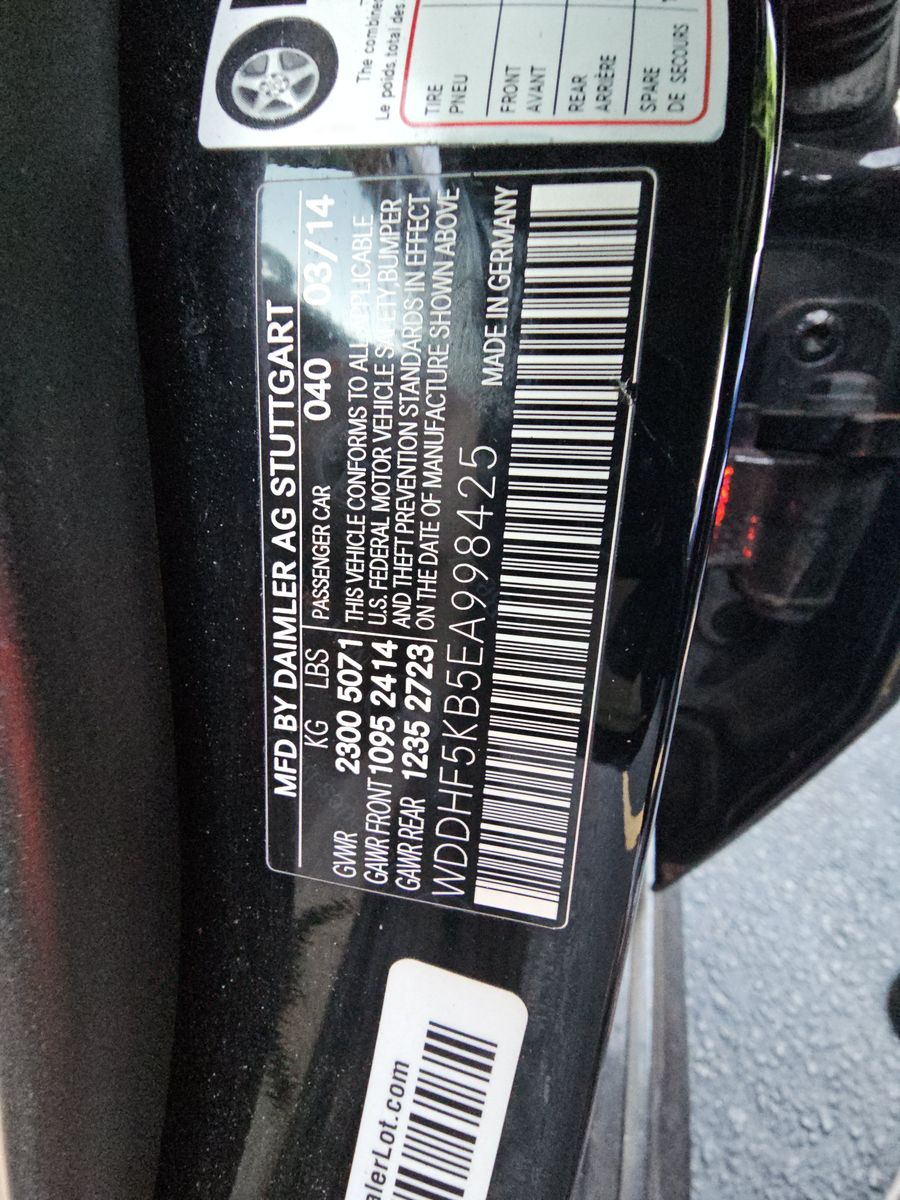 The combine
Le poids total des
TIRE
PNEU
FRONT
AVANT
REAR
ARRIÈRE
SPARE
DE SECOURS
MFD BY DAIMLER AG STUTTGART
KG LBS PASSENGER CAR 040 03/14
GVWR 2300 5071 THIS VEHICLE CONFORMS TO ALL APPLICABLE
GAWR FRONT 1095 2414 U.S. FEDERAL MOTOR VEHICLE SAFETY,BUMPER
GAWR REAR 1235 2723 AND THEFT PREVENTION STANDARDS IN EFFECT
ON THE DATE OF MANUFACTURE SHOWN ABOVE
WDDHF5KB5EA998425 MADE IN GERMANY
alerLot.com